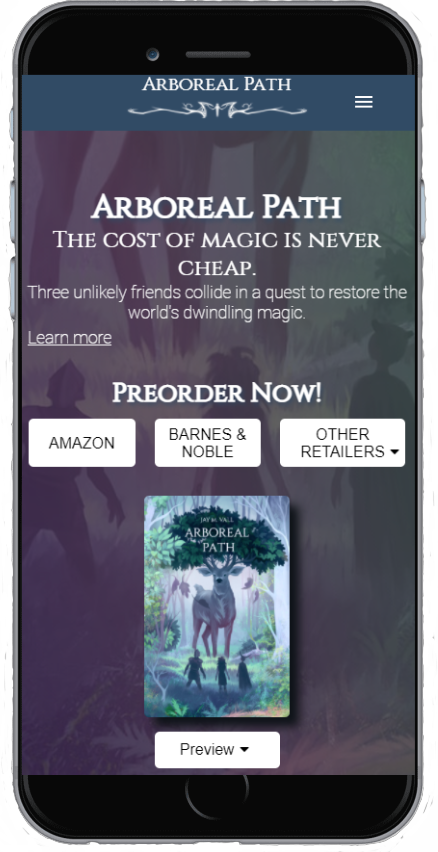 Arboreal Path
Arboreal Path
The cost of magic is never
cheap.
Three unlikely friends collide in a quest to restore the
world's dwindling magic.
Learn more
Preorder Now!
AMAZON
BARNES &
NOBLE
OTHER
RETAILERS
JAY M. VALL
ARBOREAL
PATH
Preview